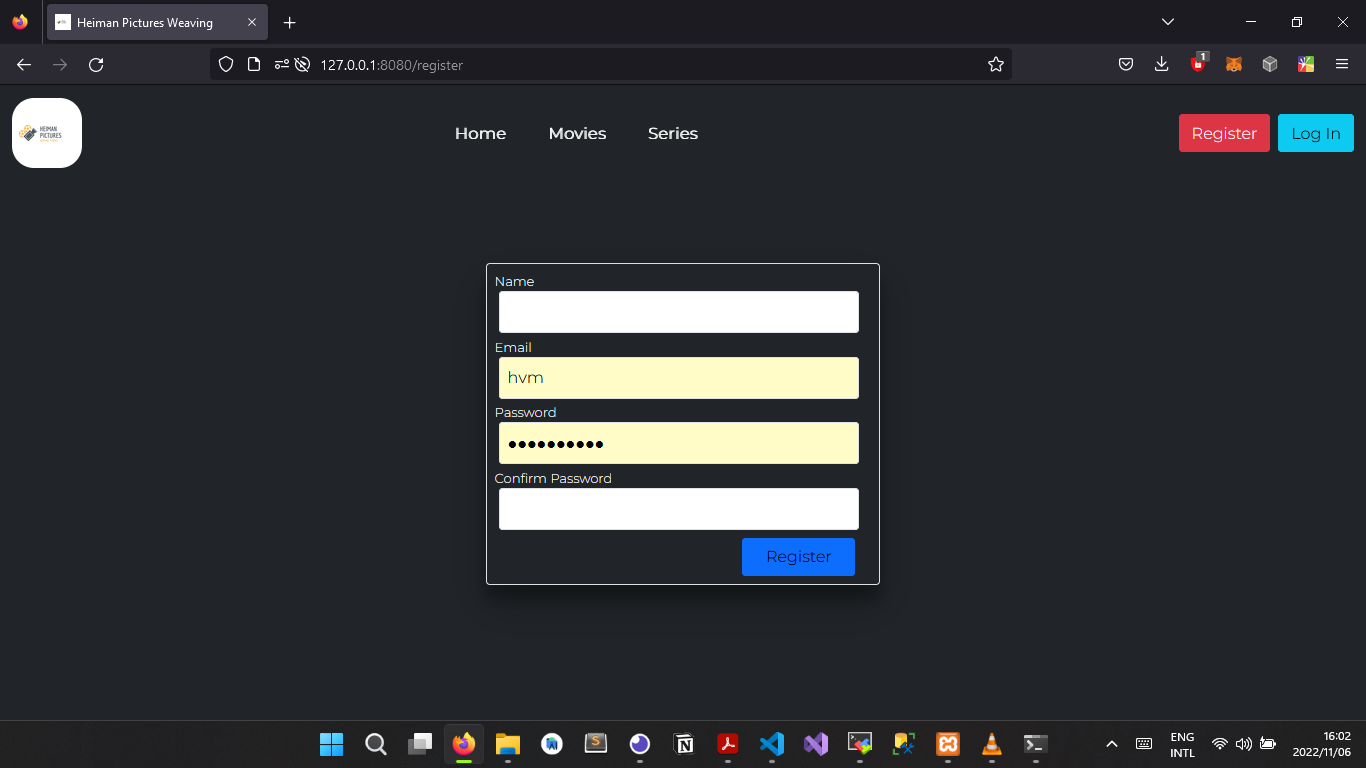 Heiman Pictures Weaving
127.0.0.1:8080/register
1
HEIMAN
PICTURES
Home Movies Series
Register Log In
Name
Email
hvm
Password
••••••••••
Confirm Password
Register
ENG
INTL
16:02
2022/11/06